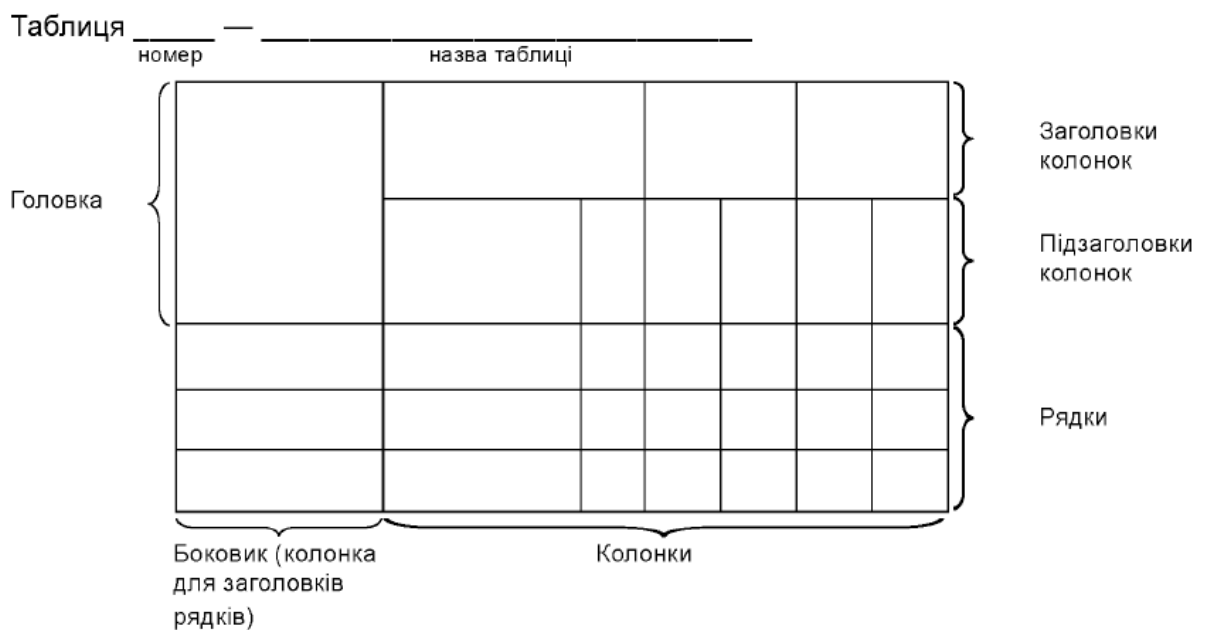 Таблиця _____ — ______________________________
номер назва таблиці
Заголовки
колонок
Головка
Підзаголовки
колонок
Рядки
Боковик (колонка
для заголовків
рядків)
Колонки